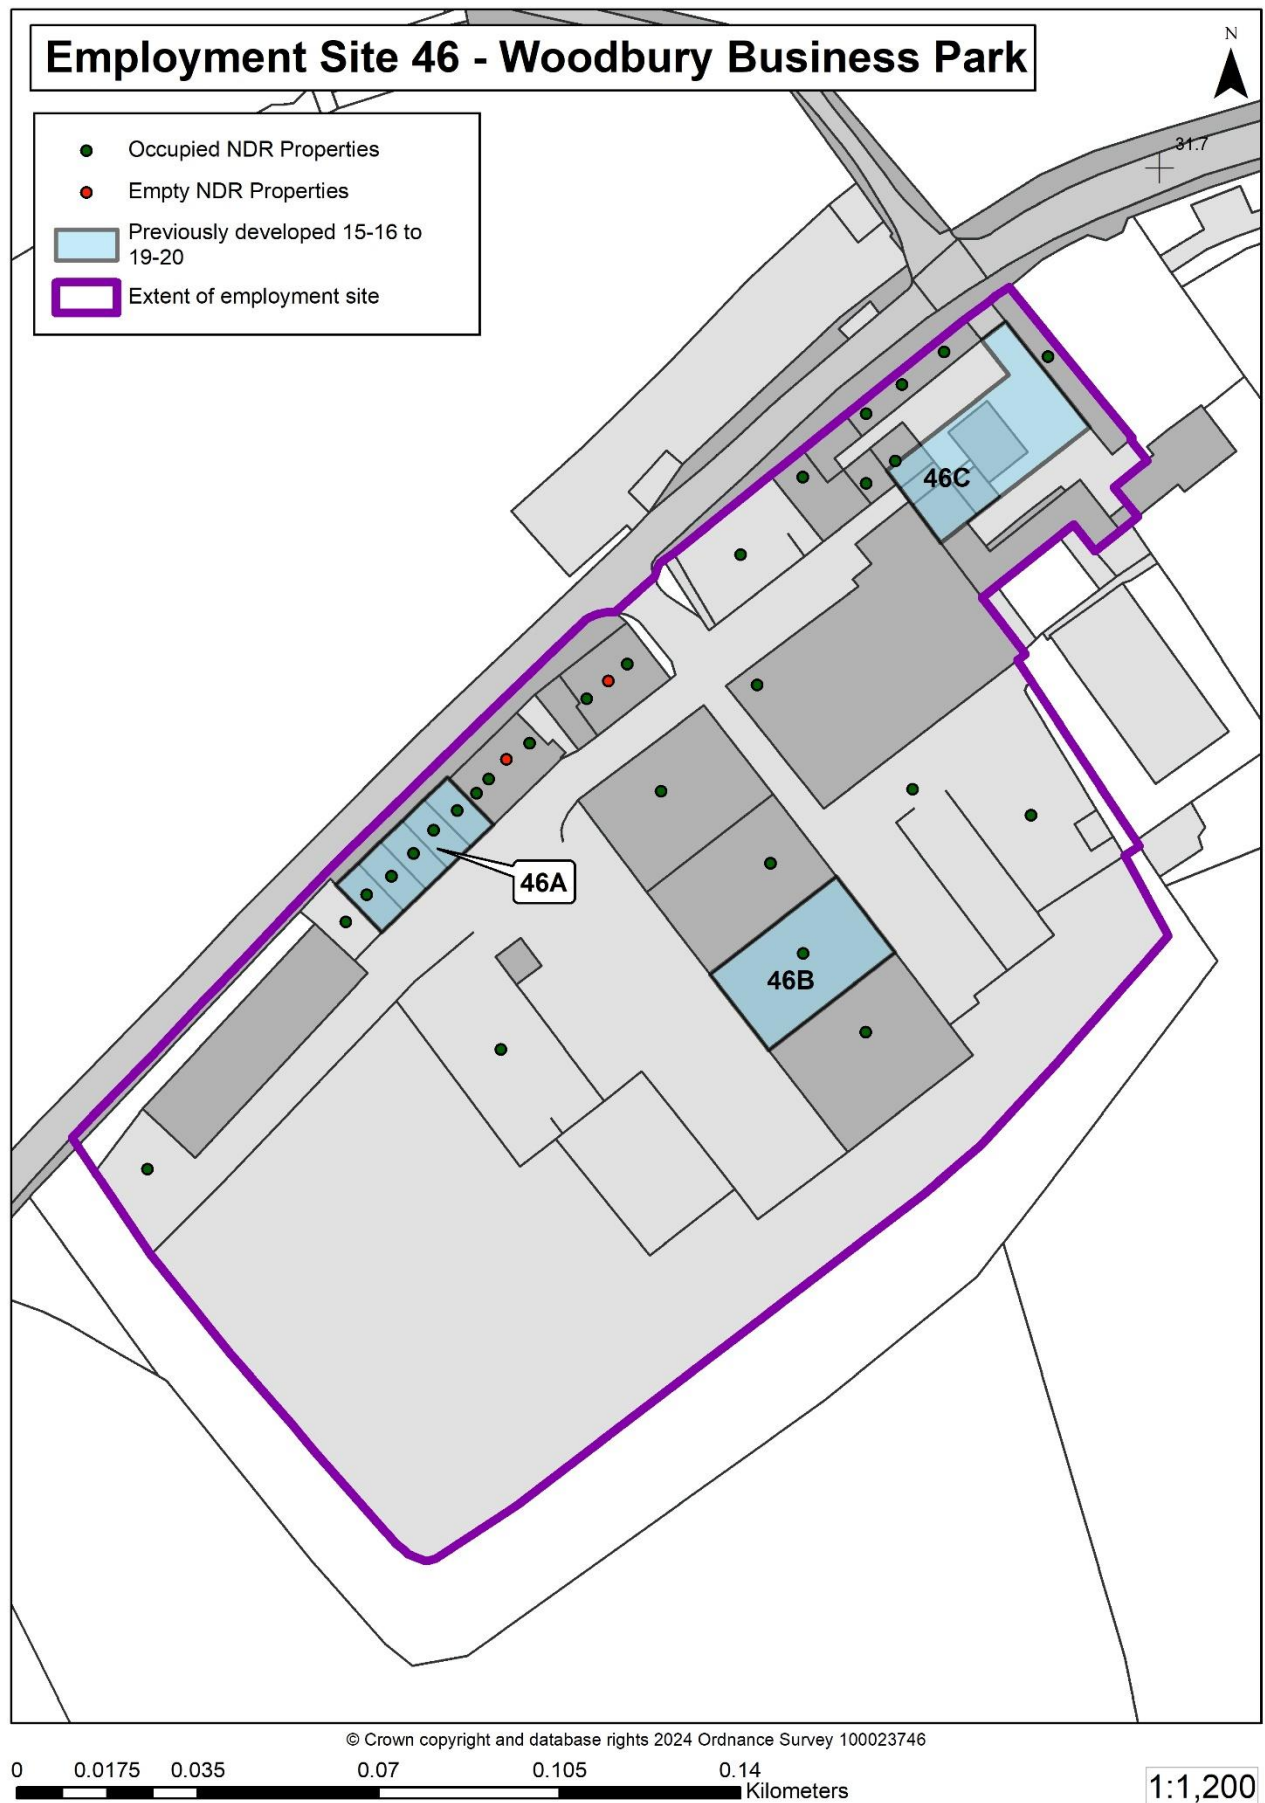 Employment Site 46 - Woodbury Business Park
N
Occupied NDR Properties
Empty NDR Properties
Previously developed 15-16 to
19-20
Extent of employment site
31.7
46C
46A
46B
© Crown copyright and database rights 2024 Ordnance Survey 100023746
0 0.0175 0.035 0.07 0.105 0.14
Kilometers
1:1,200